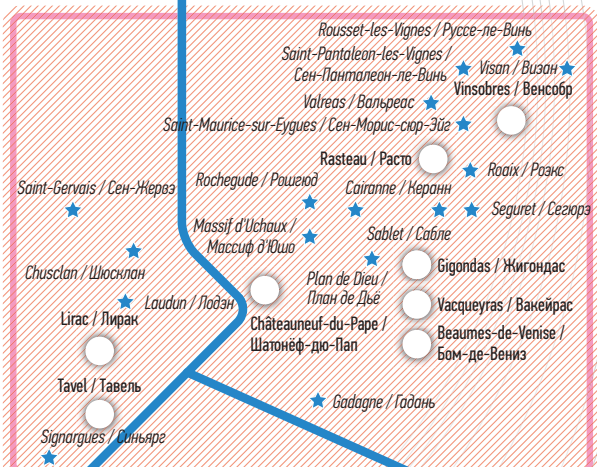 Rousset-les-Vignes / Руссе-ле-Винь
Saint-Pantaleon-les-Vignes /
Сен-Панталеон-ле-Винь
Visan / Визан
Vinsobres / Венсобр
Valreas / Вальреас
Saint-Maurice-sur-Eygues / Сен-Морис-сюр-Эйг
Rasteau / Расто
Roaix / Роэкс
Saint-Gervais / Сен-Жервэ
Rochegude / Рошгюд
Cairanne / Керанн
Seguret / Сегюрэ
Massif d'Uchaux /
Массиф д'Юшо
Sablet / Сабле
Chusclan / Шюсклан
Plan de Dieu /
План де Дьё
Gigondas / Жигондас
Laudun / Лодэн
Vacqueyras / Вакейрас
Lirac / Лирак
Châteauneuf-du-Pape /
Шатонёф-дю-Пап
Beaumes-de-Venise /
Бом-де-Вениз
Tavel / Тавель
Gadagne / Гадань
Signargues / Синьярг